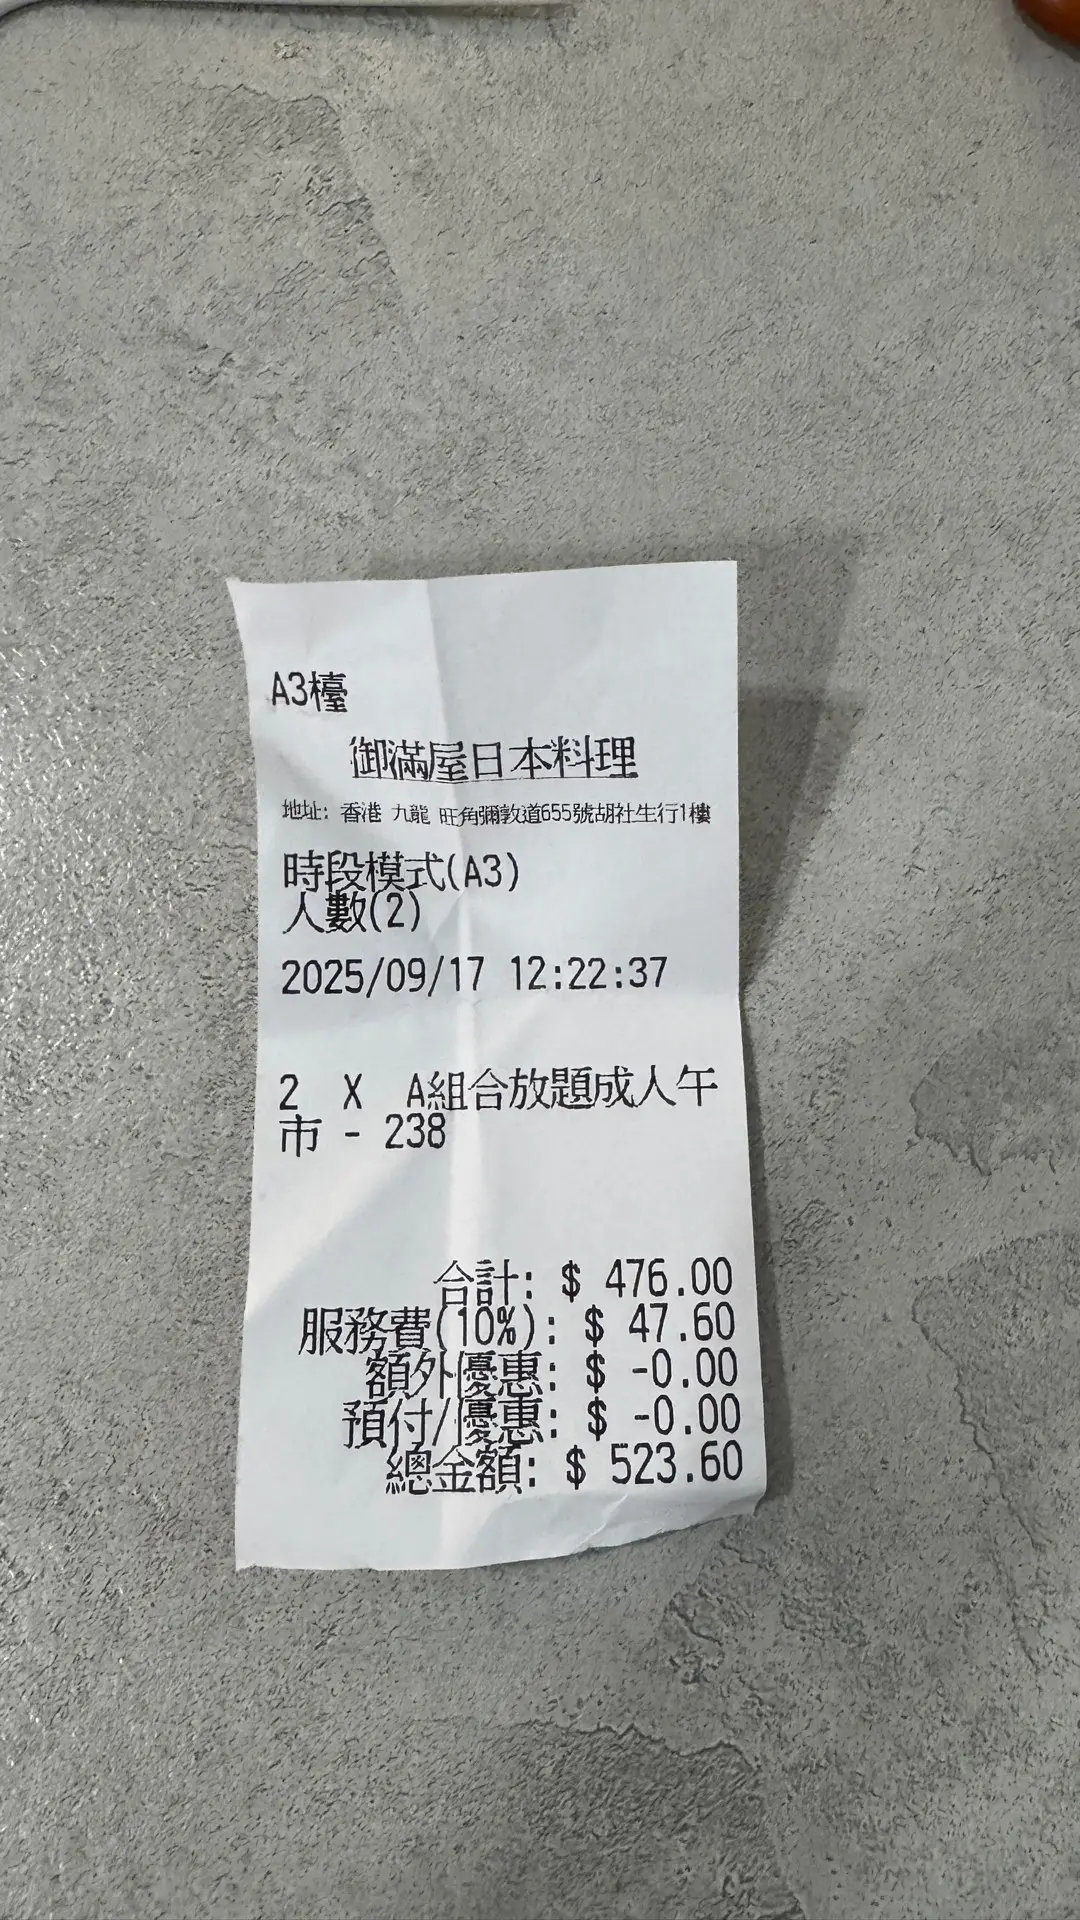 A3檯
御滿屋日本料理
地址: 香港 九龍 旺角彌敦道655號胡社生行1樓
時段模式(A3)
人數(2)
2025/09/17 12:22:37
2 X A組合放題成人午
市 - 238
合計: $ 476.00
服務費(10%): $ 47.60
額外優惠: $ -0.00
預付/優惠: $ -0.00
總金額: $ 523.60